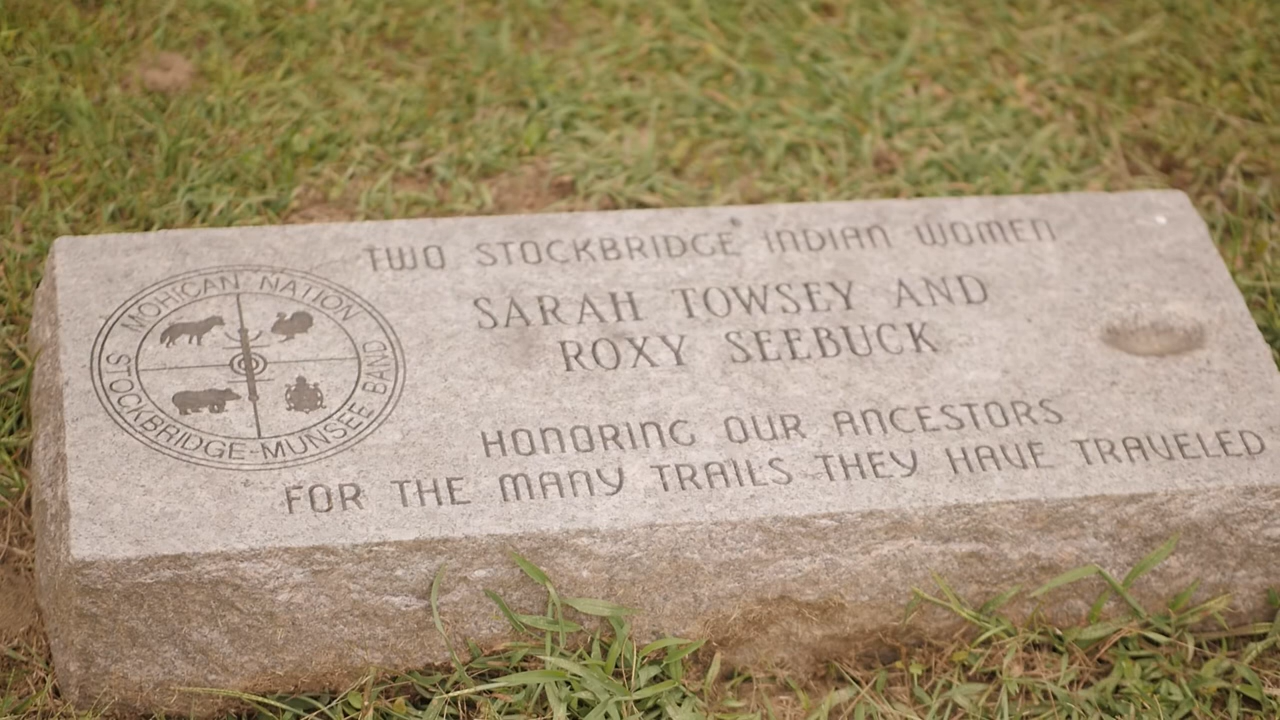 TWO STOCKBRIDGE INDIAN WOMEN
SARAH TOWSEY AND
ROXY SEEBUCK
HONORING OUR ANCESTORS
FOR THE MANY TRAILS THEY HAVE TRAVELED
MOHICAN NATION
STOCKBRIDGE-MUNSEE BAND